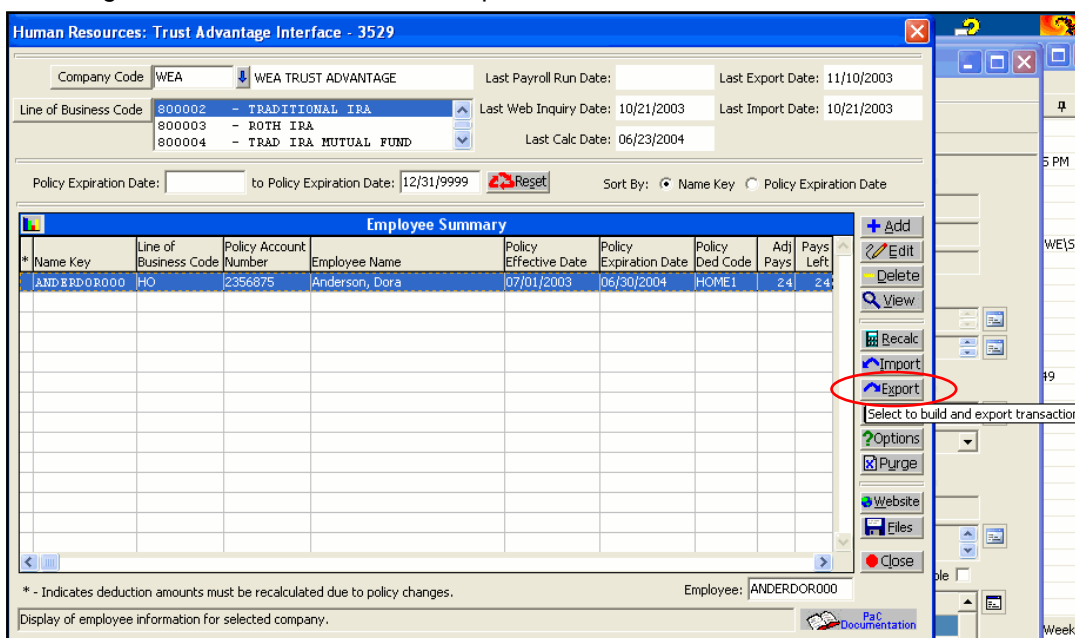 Human Resources: Trust Advantage Interface - 3529
Company Code WEA WEA TRUST ADVANTAGE Last Payroll Run Date: Last Export Date: 11/10/2003
Line of Business Code 800002 - TRADITIONAL IRA Last Web Inquiry Date: 10/21/2003 Last Import Date: 10/21/2003
800003 - ROTH IRA
800004 - TRAD IRA MUTUAL FUND Last Calc Date: 06/23/2004
5 PM
Policy Expiration Date: to Policy Expiration Date: 12/31/9999 Reset Sort By: Name Key Policy Expiration Date
Employee Summary
+ Add
* Name Key Line of Business Code Policy Account Number Employee Name Policy Effective Date Policy Expiration Date Policy Ded Code Adj Pays Pays Left
Edit
WE\S
ANDERDOR000 HO 2356875 Anderson, Dora 07/01/2003 06/30/2004 HOME1 24 24
Delete
View
Recalc
Import
49
Export
Select to build and export transaction
?Options
Purge
Website
Files
Close
* - Indicates deduction amounts must be recalculated due to policy changes. Employee: ANDERDOR000
ble
Display of employee information for selected company. PaC Documentation
Week